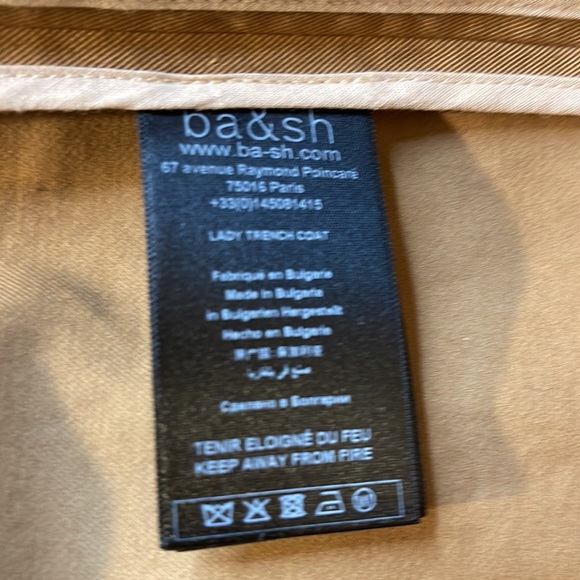 ba&sh
www.ba-sh.com
67 avenue Raymond Poincaré
75016 Paris
+33(0)145081415
LADY TRENCH COAT
Fabriqué en Bulgarie
Made in Bulgaria
in Bulgarien Hergestellt
Hecho en Bulgaria
Сделано в Болгарии
TENIR ELOIGNÉ DU FEU
KEEP AWAY FROM FIRE